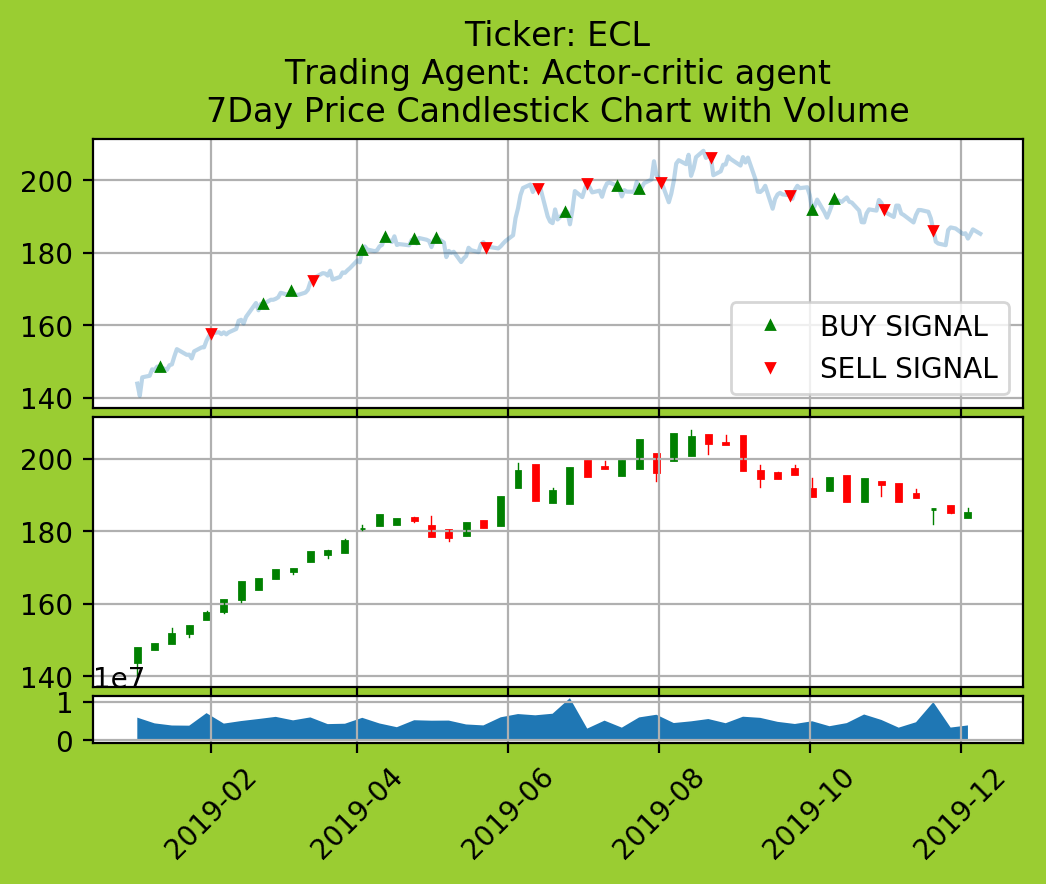 Ticker: ECL
Trading Agent: Actor-critic agent
7Day Price Candlestick Chart with Volume
200
180
160
140
BUY SIGNAL
SELL SIGNAL
200
180
160
140
1e7
1
0
2019-02
2019-04
2019-06
2019-08
2019-10
2019-12